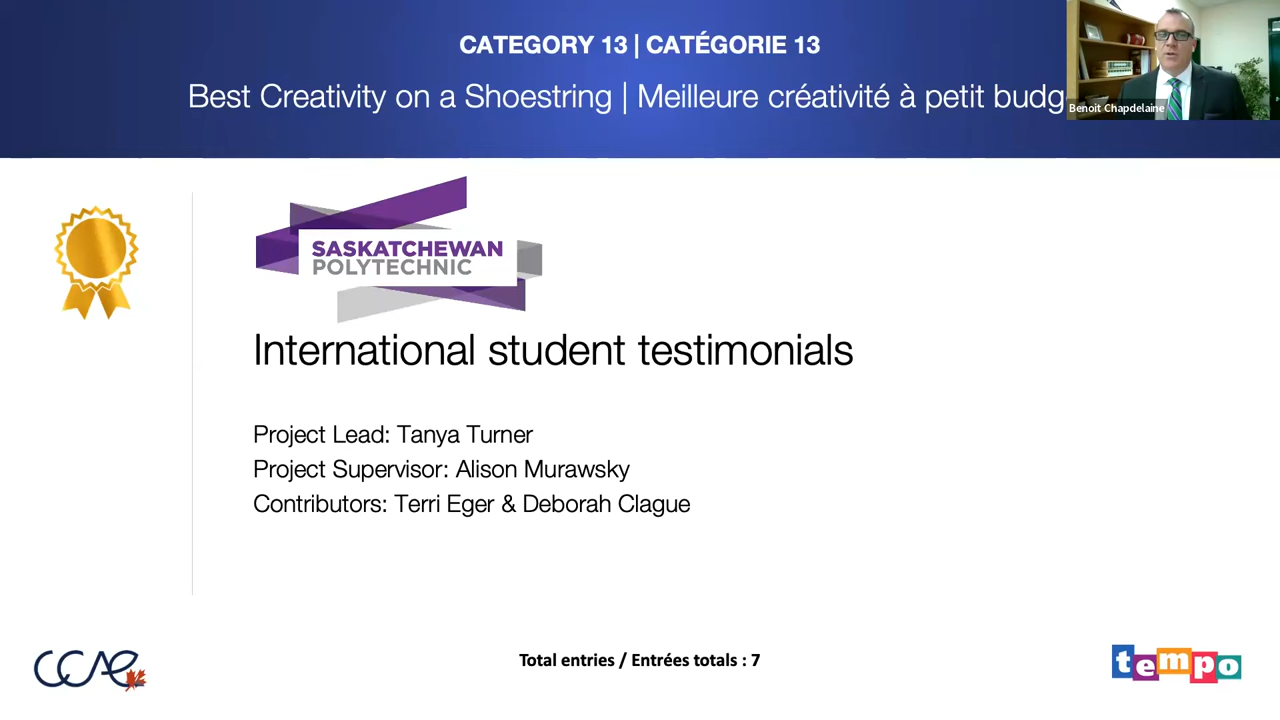 CATEGORY 13 | CATÉGORIE 13
Best Creativity on a Shoestring | Meilleure créativité à petit budg
Benoit Chapdelaine
SASKATCHEWAN
POLYTECHNIC
International student testimonials
Project Lead: Tanya Turner
Project Supervisor: Alison Murawsky
Contributors: Terri Eger & Deborah Clague
CCAE
Total entries / Entrées totals : 7
tempo